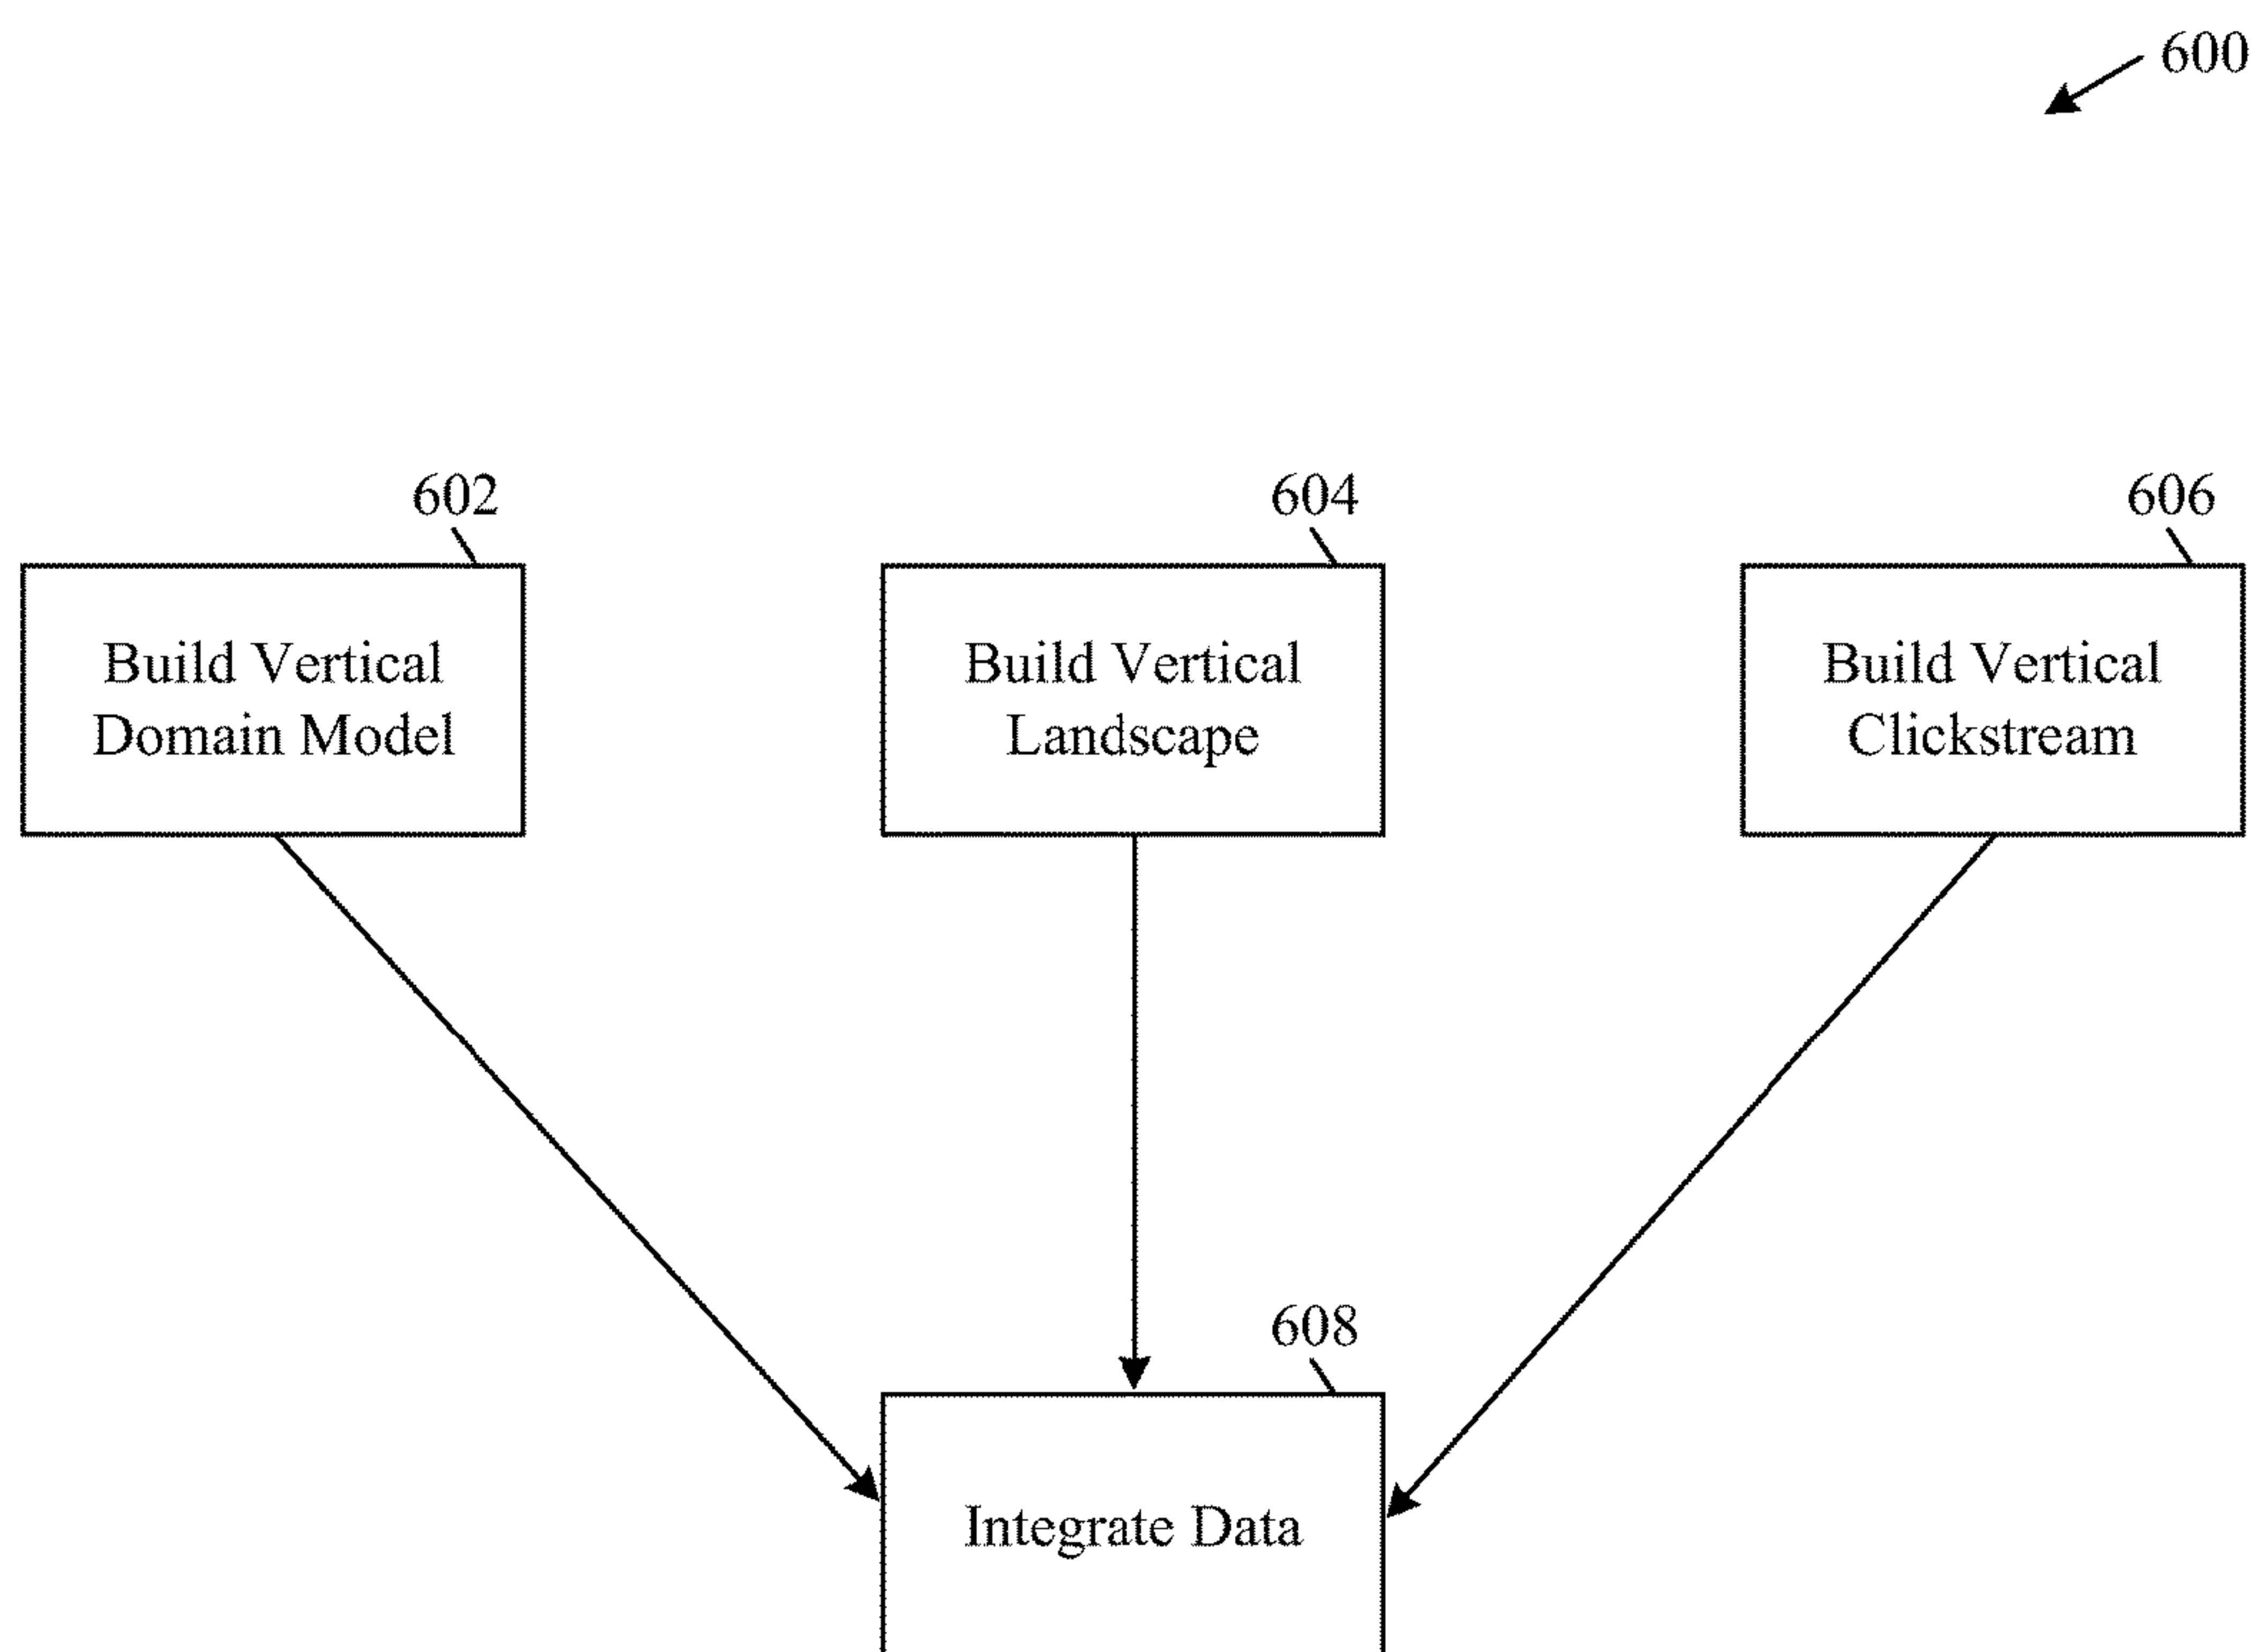 600
602
604
606
Build Vertical
Domain Model
Build Vertical
Landscape
Build Vertical
Clickstream
608
Integrate Data